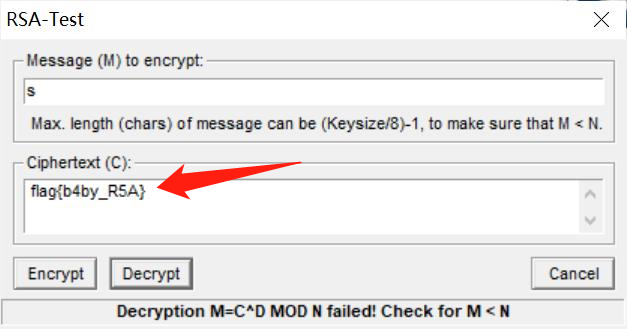 RSA-Test
Message (M) to encrypt:
s
Max. length (chars) of message can be (Keysize/8)-1, to make sure that M < N.
Ciphertext (C):
flag{b4by_R5A}
Encrypt Decrypt Cancel
Decryption M=C^D MOD N failed! Check for M < N